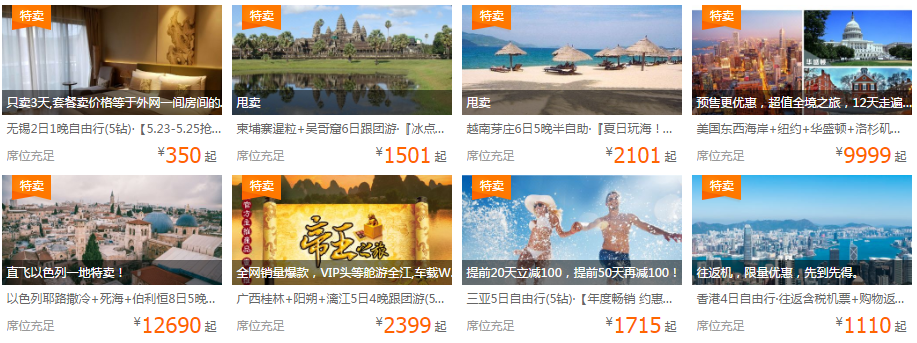 特卖
只卖3天,套餐卖价格等于外网一间房间的..
无锡2日1晚自由行(5钻)·【5.23-5.25抢...
席位充足 ¥350 起
特卖
甩卖
柬埔寨暹粒+吴哥窟6日跟团游·『冰点...
席位充足 ¥1501 起
特卖
甩卖
越南芽庄6日5晚半自助·『夏日玩海！...
席位充足 ¥2101 起
特卖
华盛顿
预售更优惠，超值全境之旅，12天走遍...
美国东西海岸+纽约+华盛顿+洛杉矶...
席位充足 ¥9999 起
特卖
直飞以色列一地特卖！
以色列耶路撒冷+死海+伯利恒8日5晚...
席位充足 ¥12690 起
特卖
帝王之旅
全网销量爆款，VIP头等舱游全江,车载W..
广西桂林+阳朔+漓江5日4晚跟团游(5...
席位充足 ¥2399 起
特卖
提前20天立减100，提前50天再减100！
三亚5日自由行(5钻)·【年度畅销 约惠...
席位充足 ¥1715 起
特卖
往返机，限量优惠，先到先得。
香港4日自由行·往返含税机票+购物返...
席位充足 ¥1110 起